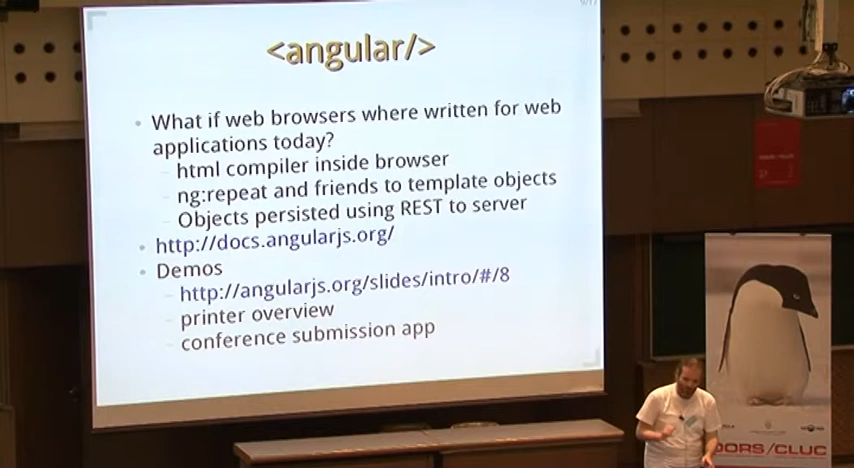 <angular/>
What if web browsers where written for web
applications today?
html compiler inside browser
ng:repeat and friends to template objects
Objects persisted using REST to server
http://docs.angularjs.org/
Demos
http://angularjs.org/slides/intro/#/8
printer overview
conference submission app
DORS/CLUC